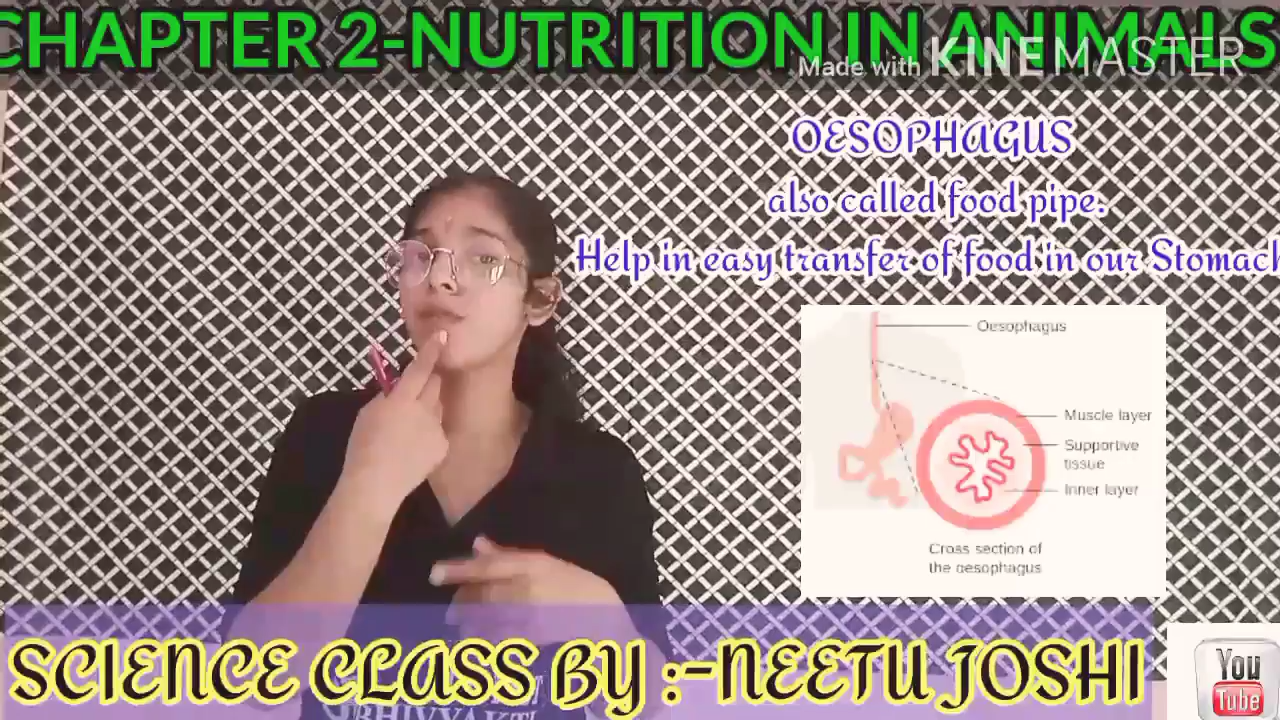 CHAPTER 2-NUTRITION IN ANIMALS
Made with KINEMASTER
OESOPHAGUS
also called food pipe.
Help in easy transfer of food in our Stomach
Oesophagus
Muscle layer
Supportive
tissue
Inner layer
Cross section of
the oesophagus
SCIENCE CLASS BY :-NEETU JOSHI
You
Tube